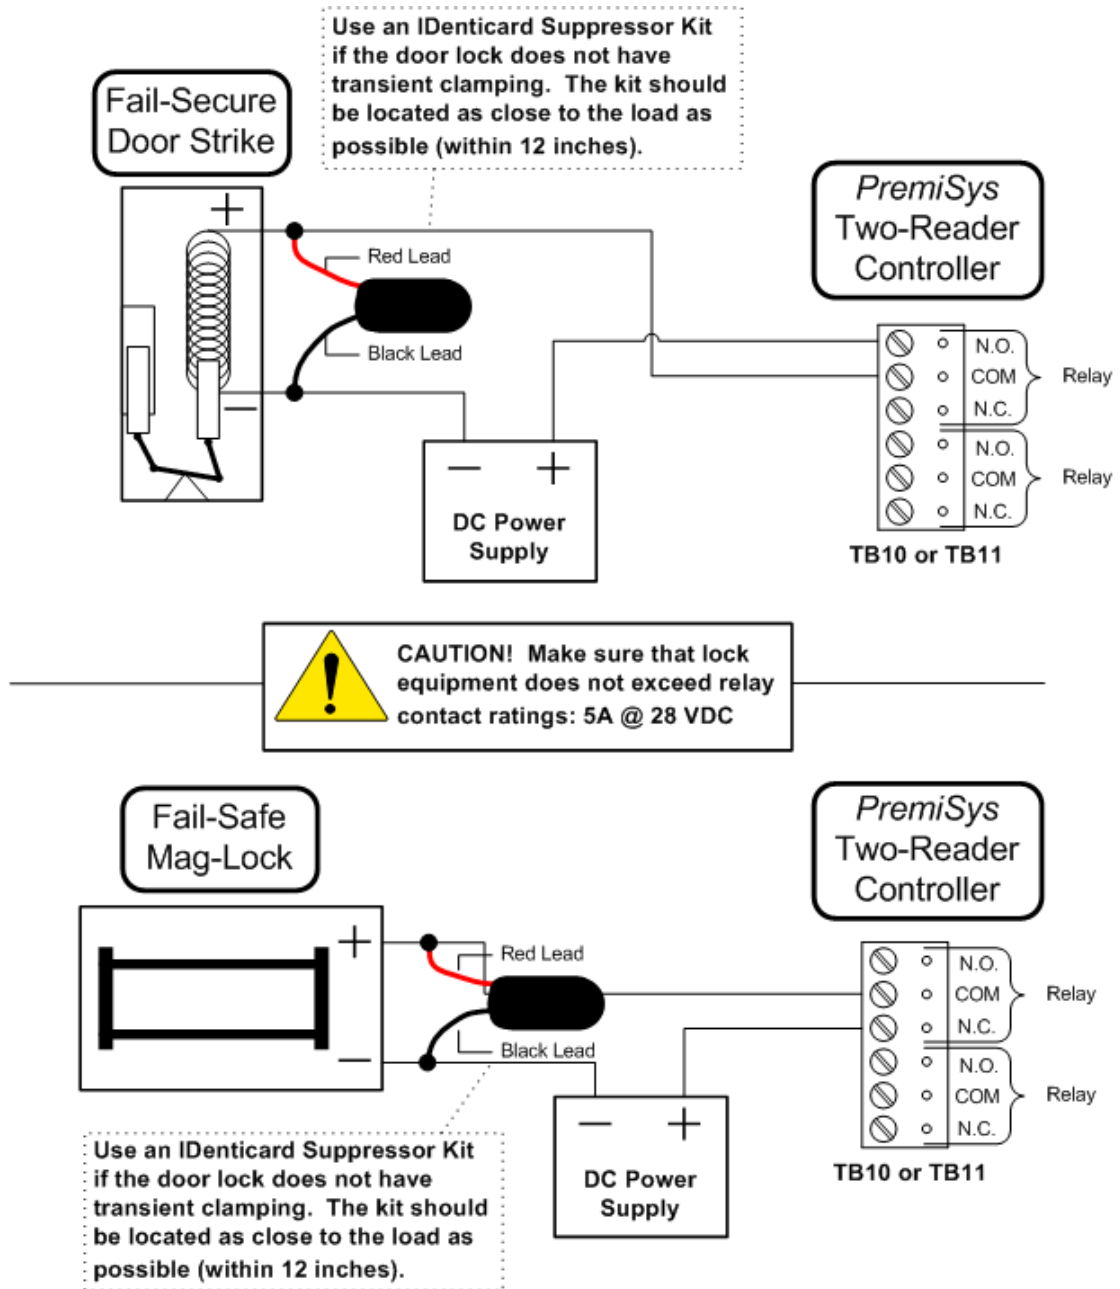 Use an IDenticard Suppressor Kit
if the door lock does not have
transient clamping. The kit should
be located as close to the load as
possible (within 12 inches).
Fail-Secure
Door Strike
PremiSys
Two-Reader
Controller
+
Red Lead
Black Lead
—
N.O.
COM
N.C.
Relay
N.O.
COM
N.C.
Relay
— +
DC Power
Supply
TB10 or TB11
! CAUTION! Make sure that lock
equipment does not exceed relay
contact ratings: 5A @ 28 VDC
Fail-Safe
Mag-Lock
PremiSys
Two-Reader
Controller
+
Red Lead
Black Lead
—
N.O.
COM
N.C.
Relay
N.O.
COM
N.C.
Relay
— +
DC Power
Supply
TB10 or TB11
Use an IDenticard Suppressor Kit
if the door lock does not have
transient clamping. The kit should
be located as close to the load as
possible (within 12 inches).